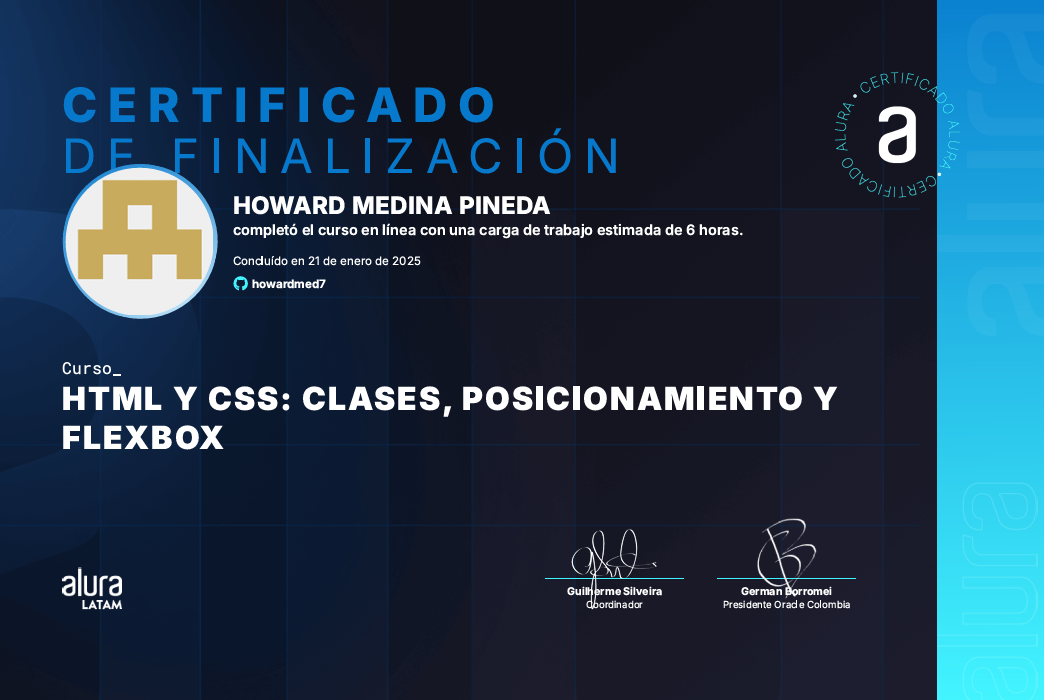 CERTIFICADO
DE FINALIZACIÓN
CERTIFICADO ALURA • CERTIFICADO ALURA •
a
HOWARD MEDINA PINEDA
completó el curso en línea con una carga de trabajo estimada de 6 horas.
Concluído en 21 de enero de 2025
howardmed7
Curso_
HTML Y CSS: CLASES, POSICIONAMIENTO Y
FLEXBOX
alura
LATAM
Guilherme Silveira
Coordinador
German Borromei
Presidente Oracle Colombia
alura
alura